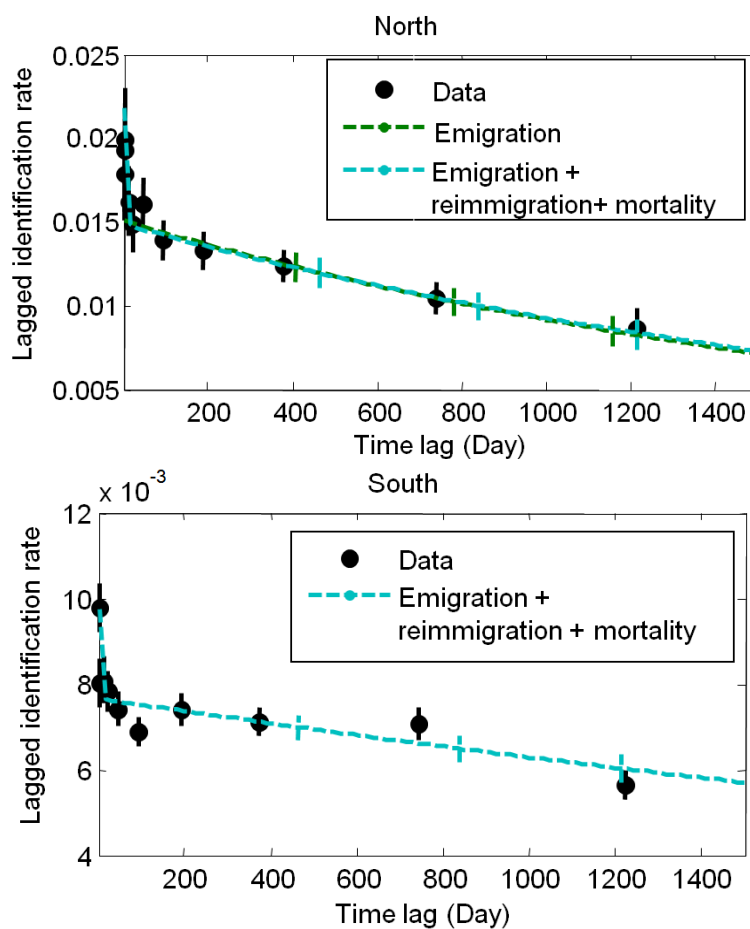 North
0.025
0.02
0.015
0.01
0.005
Lagged identification rate
Data
Emigration
Emigration +
reimmigration+ mortality
200 400 600 800 1000 1200 1400
Time lag (Day)
South
x 10^-3
12
10
8
6
4
Lagged identification rate
Data
Emigration +
reimmigration + mortality
200 400 600 800 1000 1200 1400
Time lag (Day)